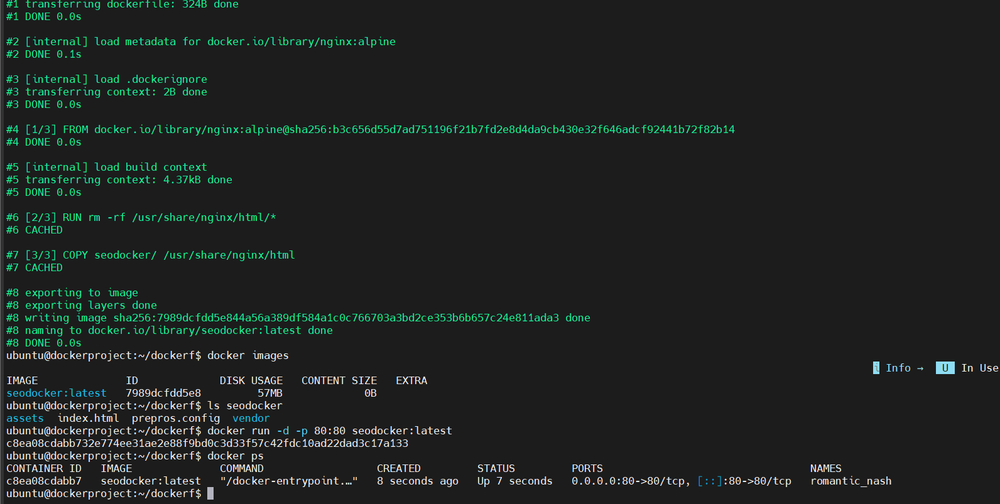 #1 transferring dockerfile: 324B done
#1 DONE 0.0s
#2 [internal] load metadata for docker.io/library/nginx:alpine
#2 DONE 0.1s
#3 [internal] load .dockerignore
#3 transferring context: 2B done
#3 DONE 0.0s
#4 [1/3] FROM docker.io/library/nginx:alpine@sha256:b3c656d55d7ad751196f21b7fd2e8d4da9cb430e32f646adcf92441b72f82b14
#4 DONE 0.0s
#5 [internal] load build context
#5 transferring context: 4.37kB done
#5 DONE 0.0s
#6 [2/3] RUN rm -rf /usr/share/nginx/html/*
#6 CACHED
#7 [3/3] COPY seodocker/ /usr/share/nginx/html
#7 CACHED
#8 exporting to image
#8 exporting layers done
#8 writing image sha256:7989dcfdd5e844a56a389df584a1c0c766703a3bd2ce353b6b657c24e811ada3 done
#8 naming to docker.io/library/seodocker:latest done
#8 DONE 0.0s
ubuntu@dockerproject:~/dockerf$ docker images
i Info → U In Use
IMAGE ID DISK USAGE CONTENT SIZE EXTRA
seodocker:latest 7989dcfdd5e8 57MB 0B
ubuntu@dockerproject:~/dockerf$ ls seodocker
assets index.html prepros.config vendor
ubuntu@dockerproject:~/dockerf$ docker run -d -p 80:80 seodocker:latest
c8ea08cdabb732e774ee31ae2e88f9bd0c3d33f57c42fdc10ad22dad3c17a133
ubuntu@dockerproject:~/dockerf$ docker ps
CONTAINER ID IMAGE COMMAND CREATED STATUS PORTS NAMES
c8ea08cdabb7 seodocker:latest "/docker-entrypoint.…" 8 seconds ago Up 7 seconds 0.0.0.0:80->80/tcp, [::]:80->80/tcp romantic_nash
ubuntu@dockerproject:~/dockerf$